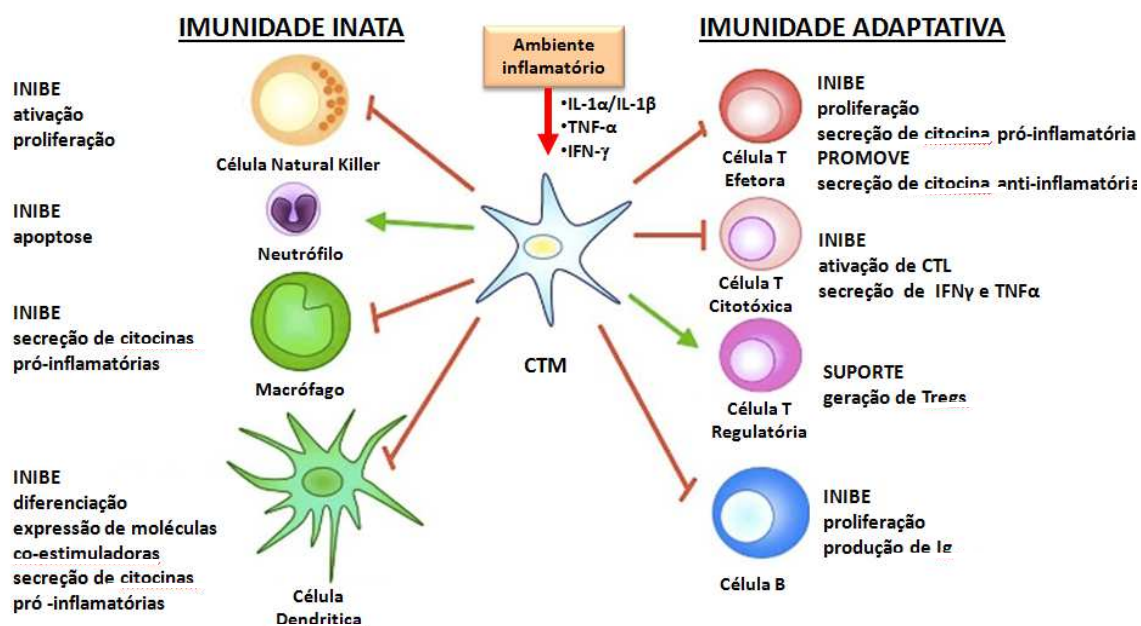 IMUNIDADE INATA
INIBE
ativação
proliferação
Célula Natural Killer
INIBE
apoptose
Neutrófilo
INIBE
secreção de citocinas
pró-inflamatórias
Macrófago
INIBE
diferenciação
expressão de moléculas
co-estimuladoras
secreção de citocinas
pró -inflamatórias
Célula
Dendritica
Ambiente
inflamatório
•IL-1α/IL-1β
•TNF-α
•IFN-γ
CTM
IMUNIDADE ADAPTATIVA
Célula T
Efetora
INIBE
proliferação
secreção de citocina pró-inflamatória
PROMOVE
secreção de citocina anti-inflamatória
Célula T
Citotóxica
INIBE
ativação de CTL
secreção de IFNγ e TNFα
Célula T
Regulatória
SUPORTE
geração de Tregs
Célula B
INIBE
proliferação
produção de Ig